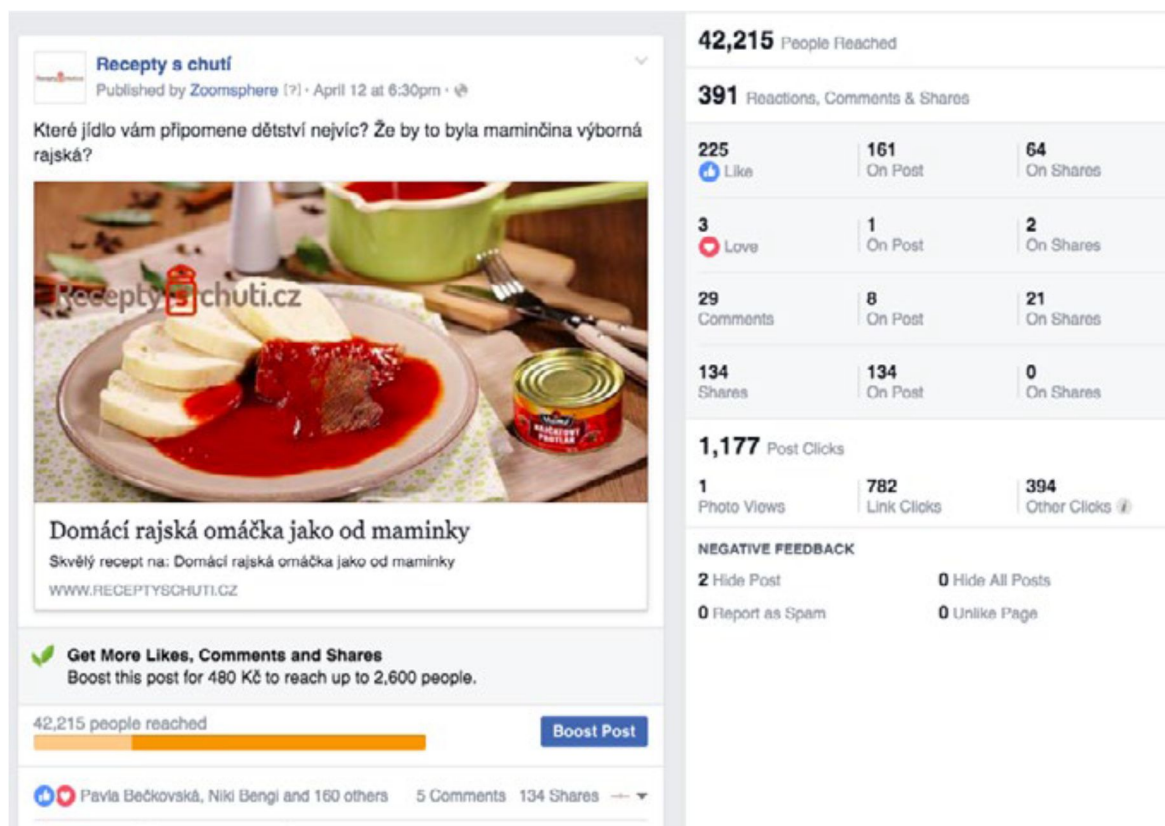 Recepty s chutí
Published by Zoomsphere [?] · April 12 at 6:30pm ·
Které jídlo vám připomene dětství nejvíc? Že by to byla maminčina výborná
rajská?
Recepty s chuti.cz
RAJČATOVÝ
PROTLAK
Domácí rajská omáčka jako od maminky
Skvělý recept na: Domácí rajská omáčka jako od maminky
WWW.RECEPTYSCHUTI.CZ
Get More Likes, Comments and Shares
Boost this post for 480 Kč to reach up to 2,600 people.
42,215 people reached
Boost Post
Pavla Bečkovská, Niki Bengi and 160 others 5 Comments 134 Shares
42,215 People Reached
391 Reactions, Comments & Shares
225 161 64
Like On Post On Shares
3 1 2
Love On Post On Shares
29 8 21
Comments On Post On Shares
134 134 0
Shares On Post On Shares
1,177 Post Clicks
1 782 394
Photo Views Link Clicks Other Clicks i
NEGATIVE FEEDBACK
2 Hide Post 0 Hide All Posts
0 Report as Spam 0 Unlike Page